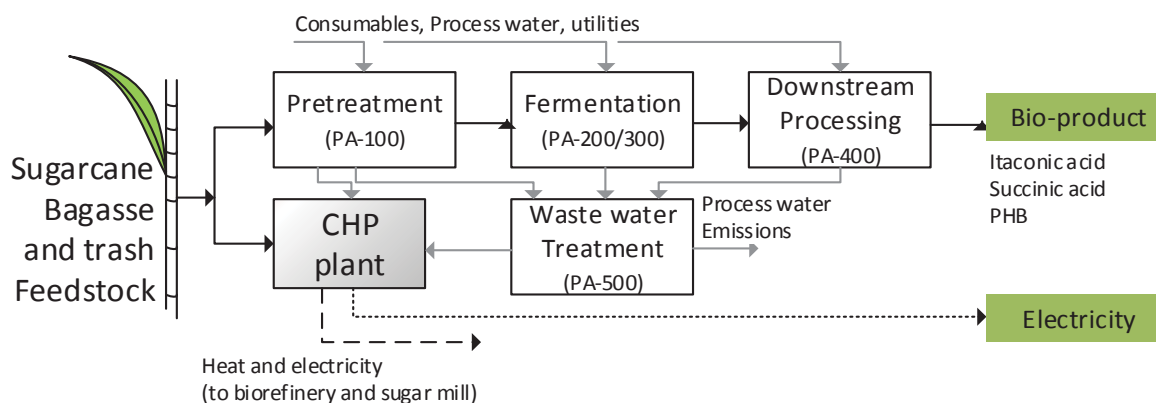 Consumables, Process water, utilities
Pretreatment
(PA-100)
Fermentation
(PA-200/300)
Downstream
Processing
(PA-400)
Bio-product
Itaconic acid
Succinic acid
PHB
Sugarcane
Bagasse
and trash
Feedstock
CHP
plant
Waste water
Treatment
(PA-500)
Process water
Emissions
Electricity
Heat and electricity
(to biorefinery and sugar mill)